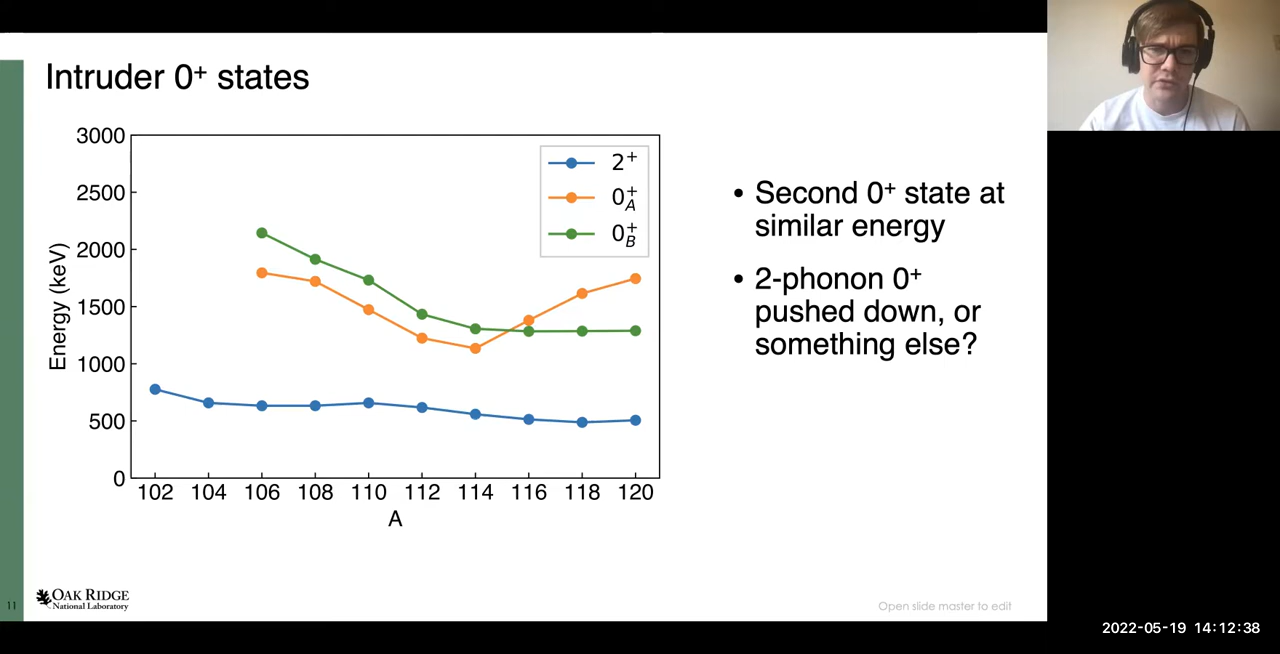 Intruder 0⁺ states
3000
2500
2000
1500
1000
500
0
Energy (keV)
102 104 106 108 110 112 114 116 118 120
A
2⁺
0⁺_A
0⁺_B
• Second 0⁺ state at
similar energy
• 2-phonon 0⁺
pushed down, or
something else?
11
OAK RIDGE
National Laboratory
Open slide master to edit
2022-05-19 14:12:38